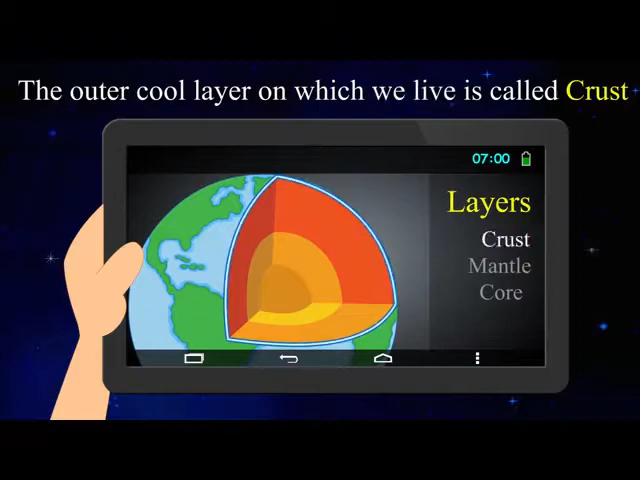 The outer cool layer on which we live is called Crust
07:00
Layers
Crust
Mantle
Core